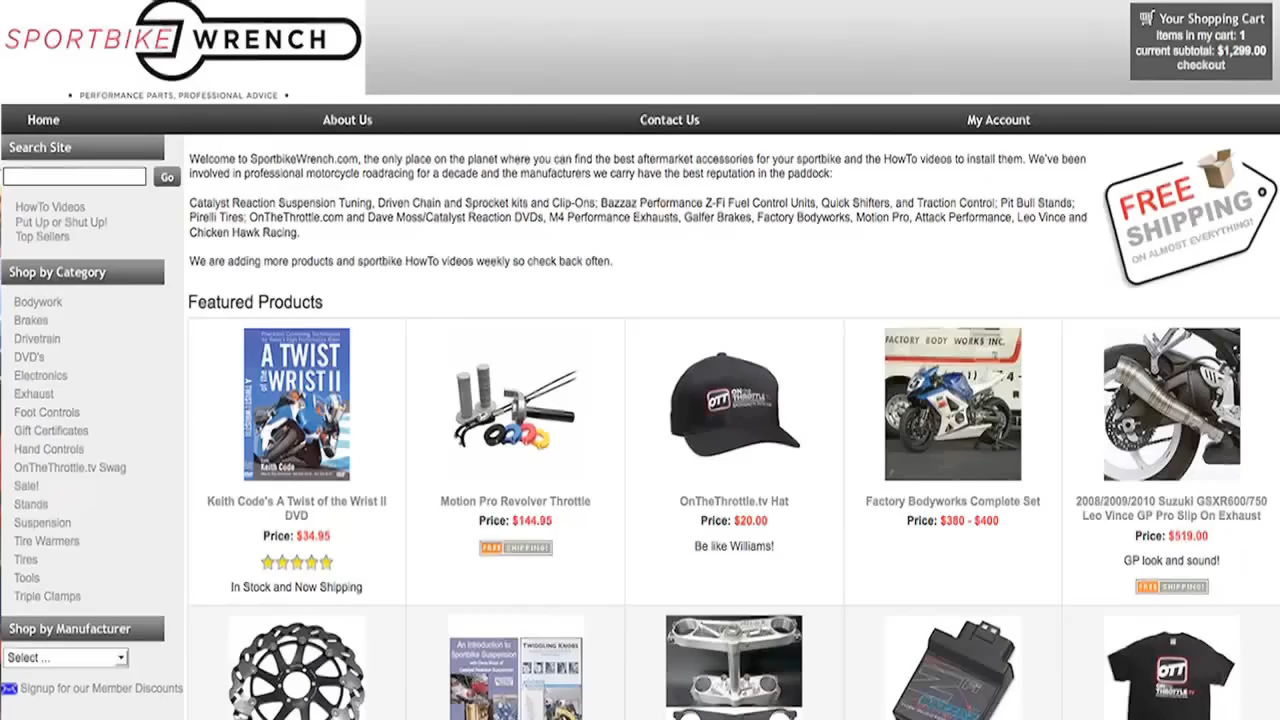 SPORTBIKE WRENCH
• PERFORMANCE PARTS, PROFESSIONAL ADVICE •
Your Shopping Cart
Items in my cart: 1
current subtotal: $1,299.00
checkout
Home
About Us
Contact Us
My Account
Search Site
Go
HowTo Videos
Put Up or Shut Up!
Top Sellers
Shop by Category
Bodywork
Brakes
Drivetrain
DVD's
Electronics
Exhaust
Foot Controls
Gift Certificates
Hand Controls
OnTheThrottle.tv Swag
Sale!
Stands
Suspension
Tire Warmers
Tires
Tools
Triple Clamps
Shop by Manufacturer
Select ...
Signup for our Member Discounts
Welcome to SportbikeWrench.com, the only place on the planet where you can find the best aftermarket accessories for your sportbike and the HowTo videos to install them. We've been
involved in professional motorcycle roadracing for a decade and the manufacturers we carry have the best reputation in the paddock:
Catalyst Reaction Suspension Tuning, Driven Chain and Sprocket kits and Clip-Ons; Bazzaz Performance Z-Fi Fuel Control Units, Quick Shifters, and Traction Control; Pit Bull Stands;
Pirelli Tires; OnTheThrottle.com and Dave Moss/Catalyst Reaction DVDs, M4 Performance Exhausts, Galfer Brakes, Factory Bodyworks, Motion Pro, Attack Performance, Leo Vince and
Chicken Hawk Racing.
We are adding more products and sportbike HowTo videos weekly so check back often.
FREE
SHIPPING
ON ALMOST EVERYTHING!
Featured Products
A TWIST
OF THE
WRIST II
Keith Code
Keith Code's A Twist of the Wrist II
DVD
Price: $34.95
In Stock and Now Shipping
Motion Pro Revolver Throttle
Price: $144.95
FREE SHIPPING!
OTT ON THE THROTTLE
OnTheThrottle.tv Hat
Price: $20.00
Be like Williams!
FACTORY BODY WORKS INC.
Factory Bodyworks Complete Set
Price: $380 - $400
2008/2009/2010 Suzuki GSXR600/750
Leo Vince GP Pro Slip On Exhaust
Price: $519.00
GP look and sound!
FREE SHIPPING!
An Introduction to
Sportbike Suspension
TWIDDLING KNOBS
OTT